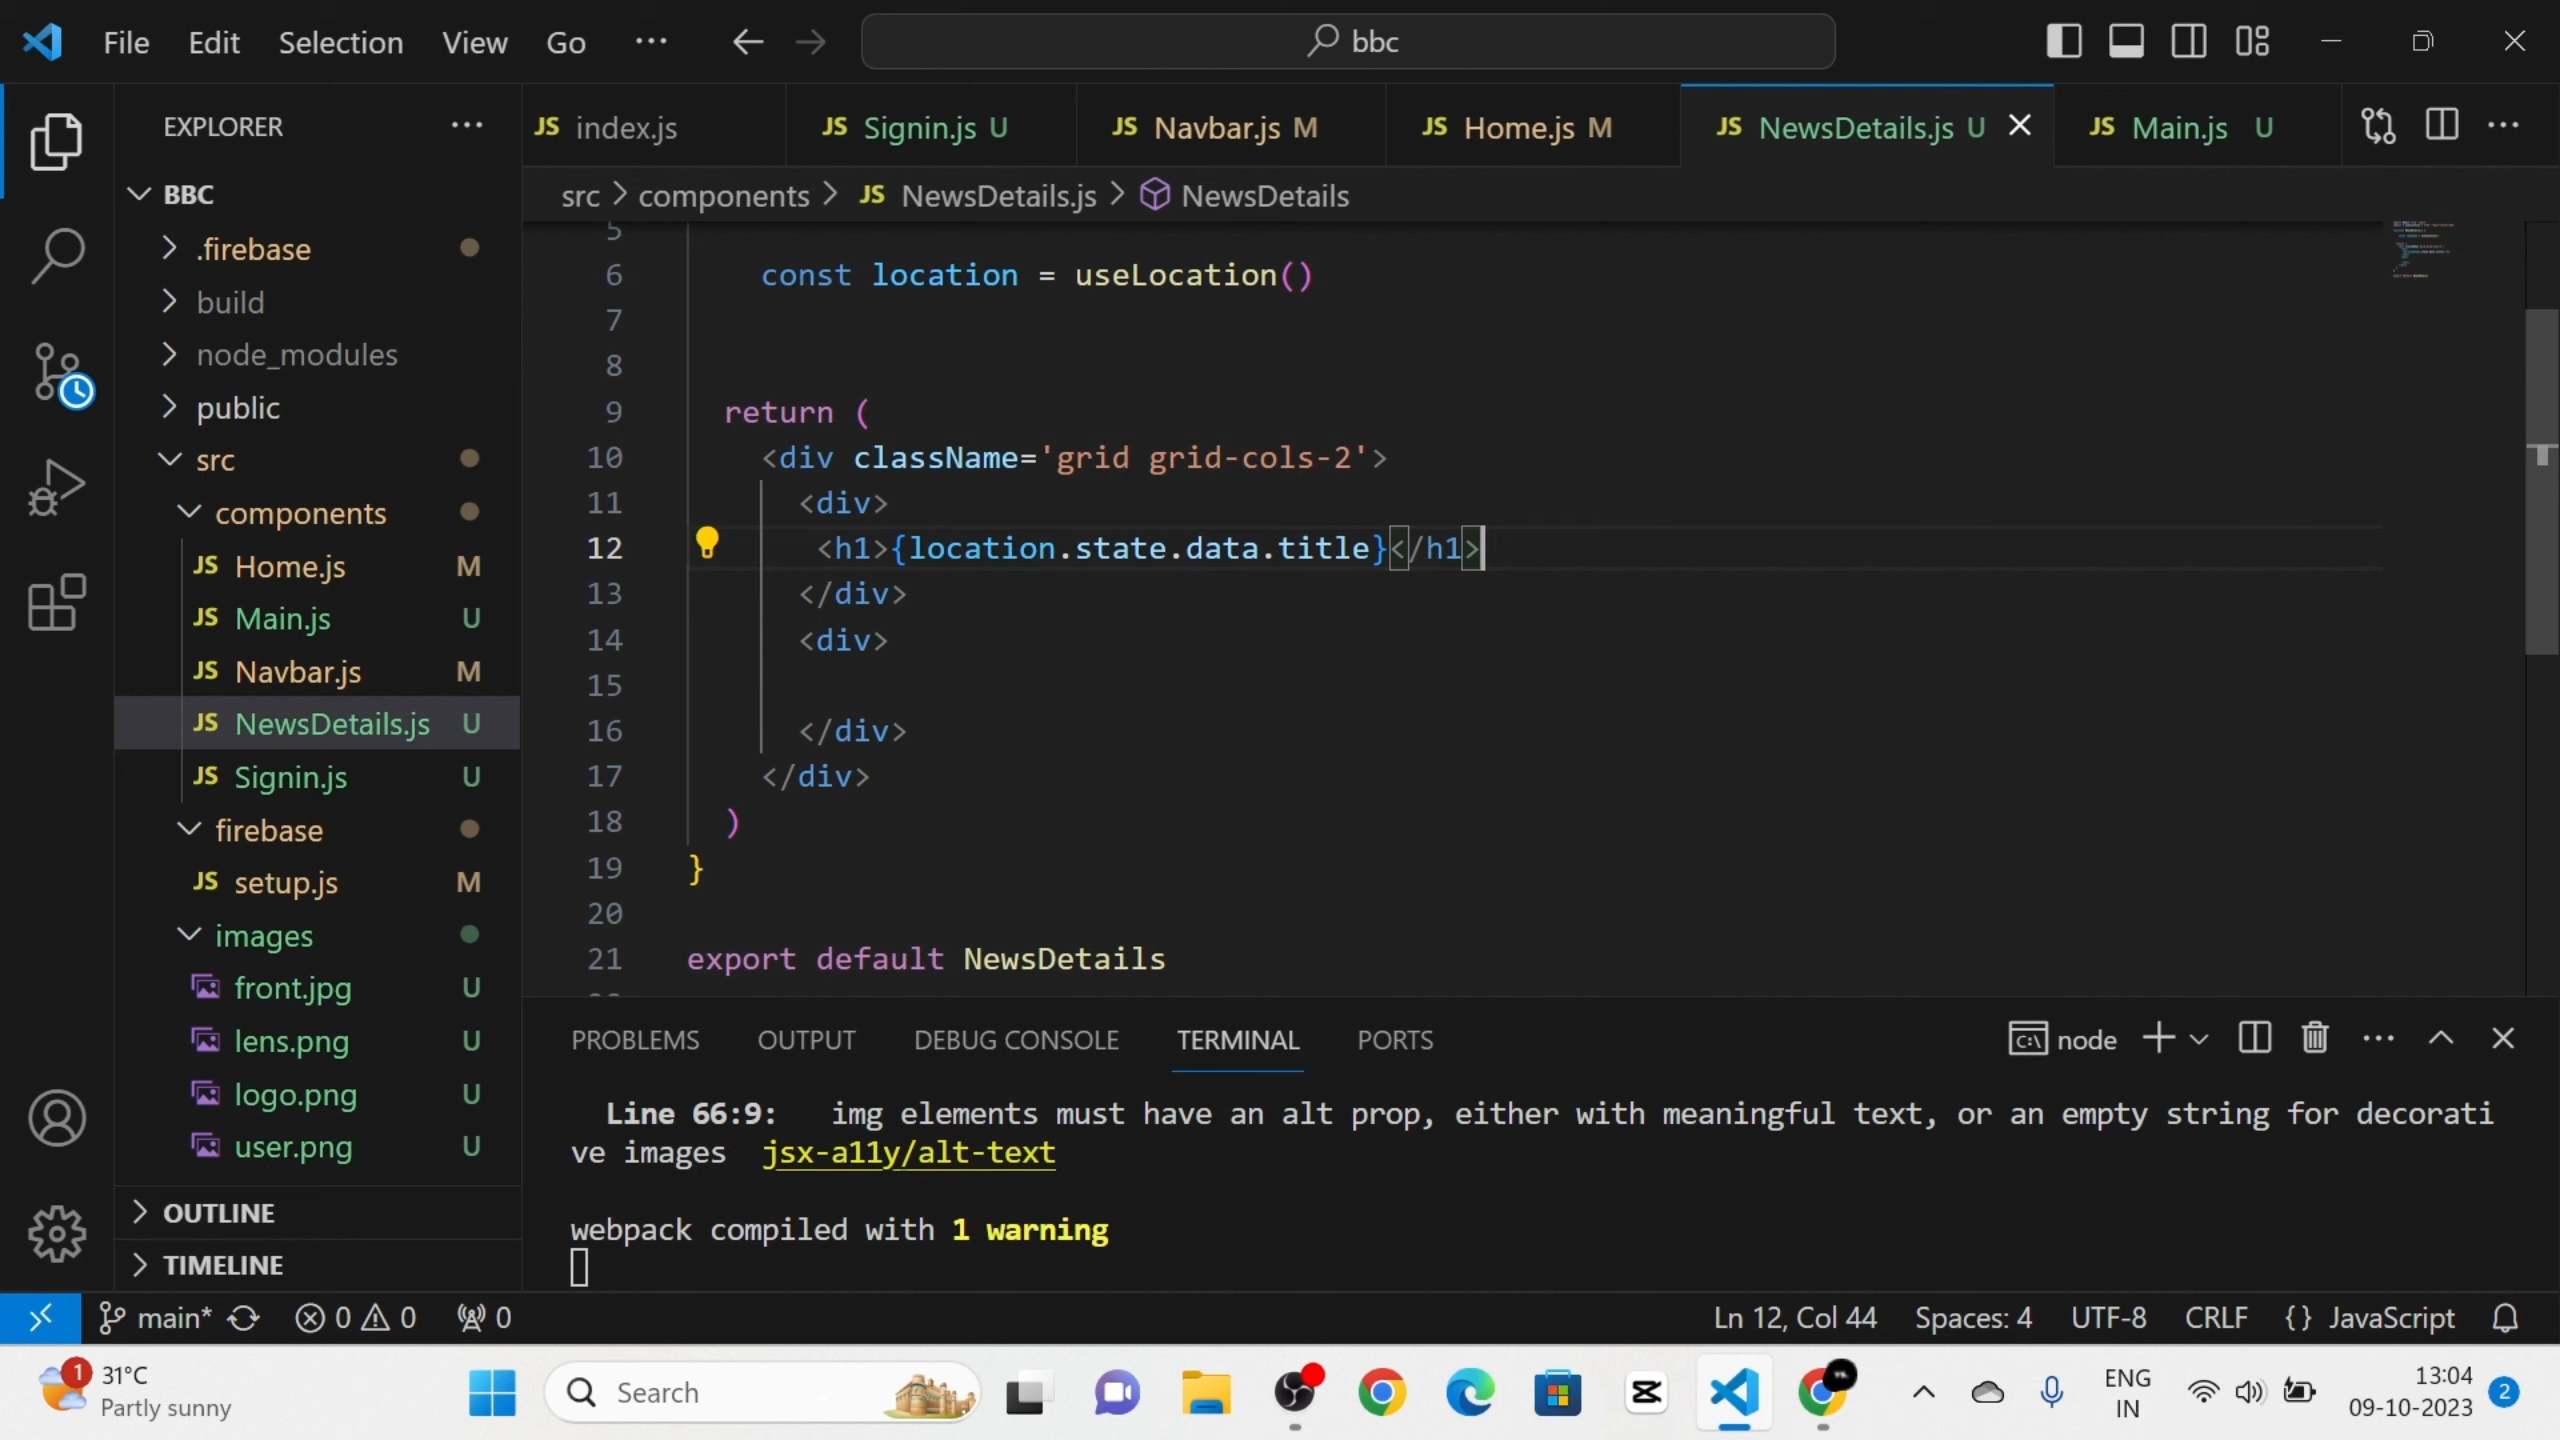 File Edit Selection View Go ··· bbc
EXPLORER ···
BBC
.firebase
build
node_modules
public
src
components
JS Home.js M
JS Main.js U
JS Navbar.js M
JS NewsDetails.js U
JS Signin.js U
firebase
JS setup.js M
images
front.jpg U
lens.png U
logo.png U
user.png U
OUTLINE
TIMELINE
JS index.js JS Signin.js U JS Navbar.js M JS Home.js M JS NewsDetails.js U JS Main.js U
src > components > JS NewsDetails.js > NewsDetails
5
6 const location = useLocation()
7
8
9 return (
10 <div className='grid grid-cols-2'>
11 <div>
12 <h1>{location.state.data.title}</h1>
13 </div>
14 <div>
15
16 </div>
17 </div>
18 )
19 }
20
21 export default NewsDetails
PROBLEMS OUTPUT DEBUG CONSOLE TERMINAL PORTS node
Line 66:9: img elements must have an alt prop, either with meaningful text, or an empty string for decorati
ve images jsx-a11y/alt-text
webpack compiled with 1 warning
main* 0 0 0 Ln 12, Col 44 Spaces: 4 UTF-8 CRLF {} JavaScript
1 31°C
Partly sunny
Search
ENG
IN
13:04
09-10-2023
2